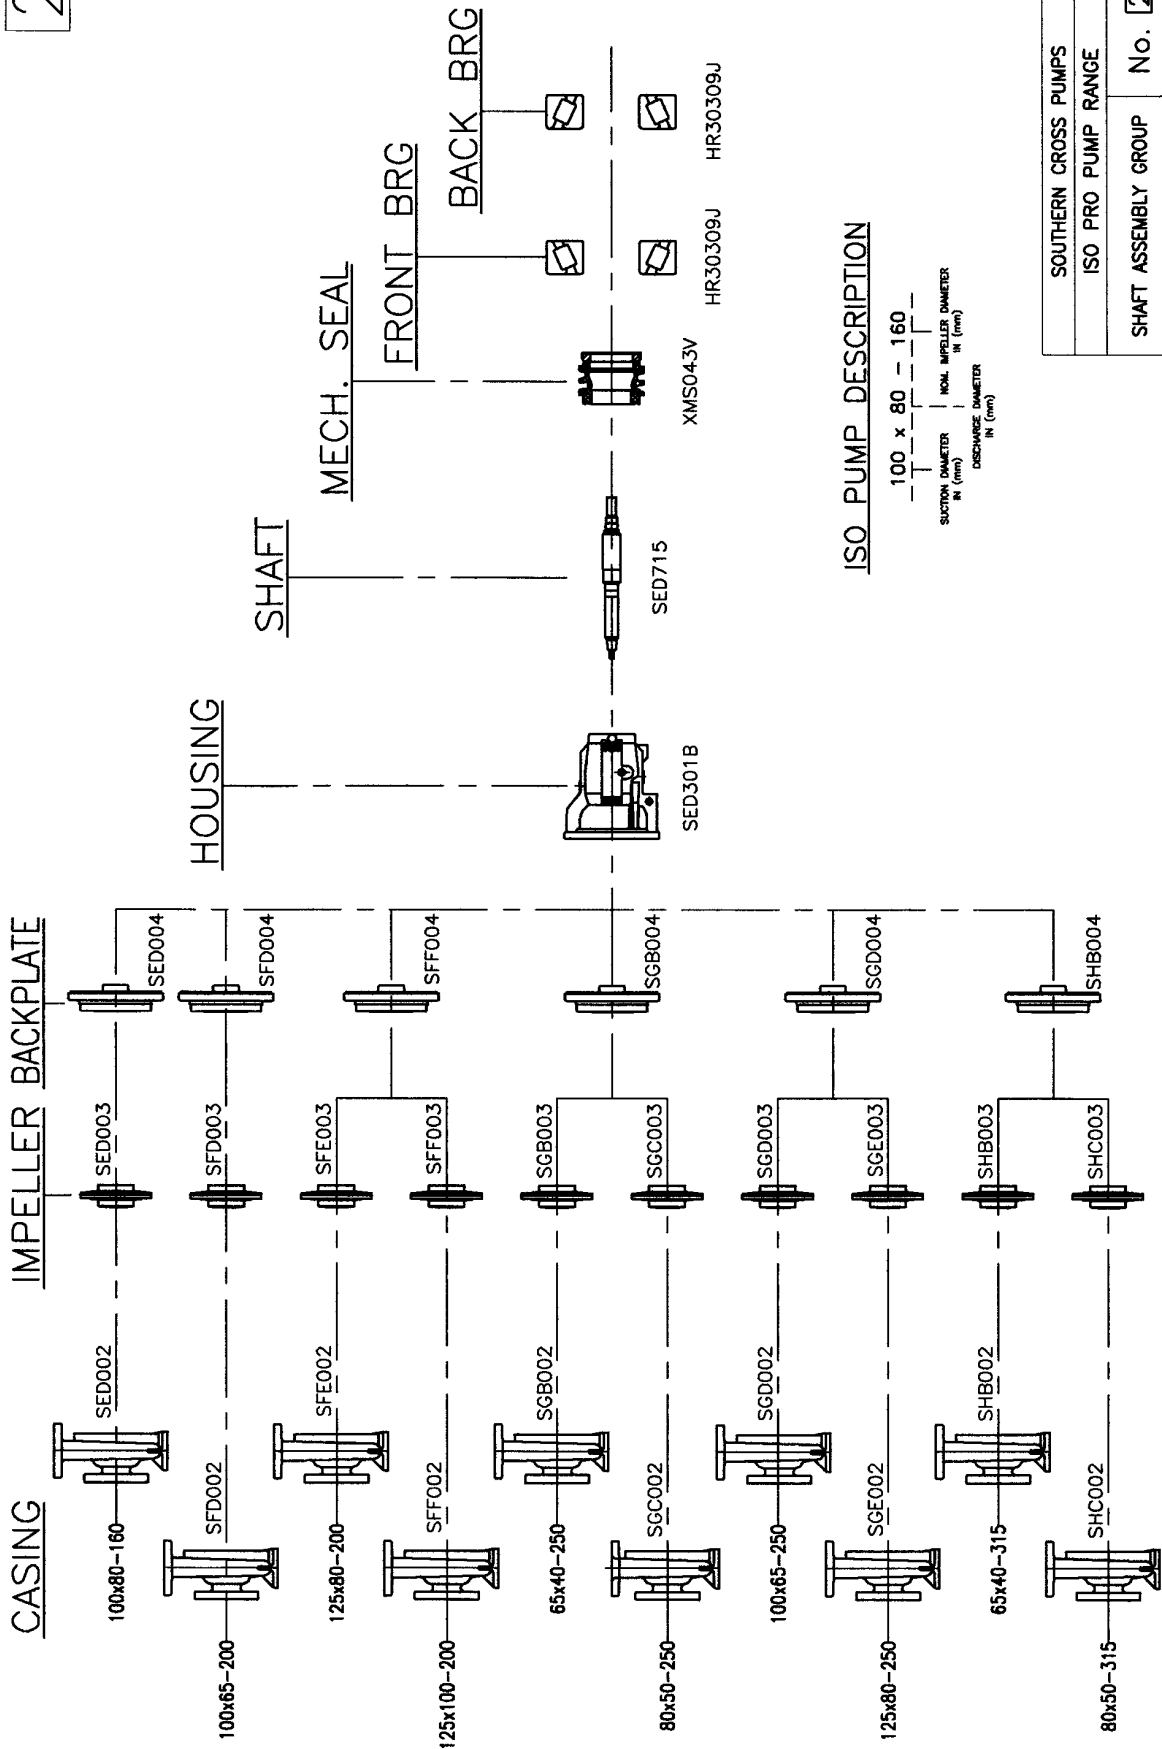 2
CASING
IMPELLER
BACKPLATE
HOUSING
SHAFT
MECH. SEAL
FRONT BRG
BACK BRG
100x80-160
SED002
SED003
SED004
100x65-200
SFD002
SFD003
SFD004
125x80-200
SFE002
SFE003
SFF004
125x100-200
SFF002
SFF003
65x40-250
SGB002
SGB003
SGB004
80x50-250
SGC002
SGC003
100x65-250
SGD002
SGD003
SGD004
125x80-250
SGE002
SGE003
65x40-315
SHB002
SHB003
SHB004
80x50-315
SHC002
SHC003
SED301B
SED715
XMS043V
HR30309J
HR30309J
ISO PUMP DESCRIPTION
100 x 80 - 160
SUCTION DIAMETER
IN (mm)
DISCHARGE DIAMETER
IN (mm)
NOM. IMPELLER DIAMETER
IN (mm)
SOUTHERN CROSS PUMPS
ISO PRO PUMP RANGE
SHAFT ASSEMBLY GROUP No. 2